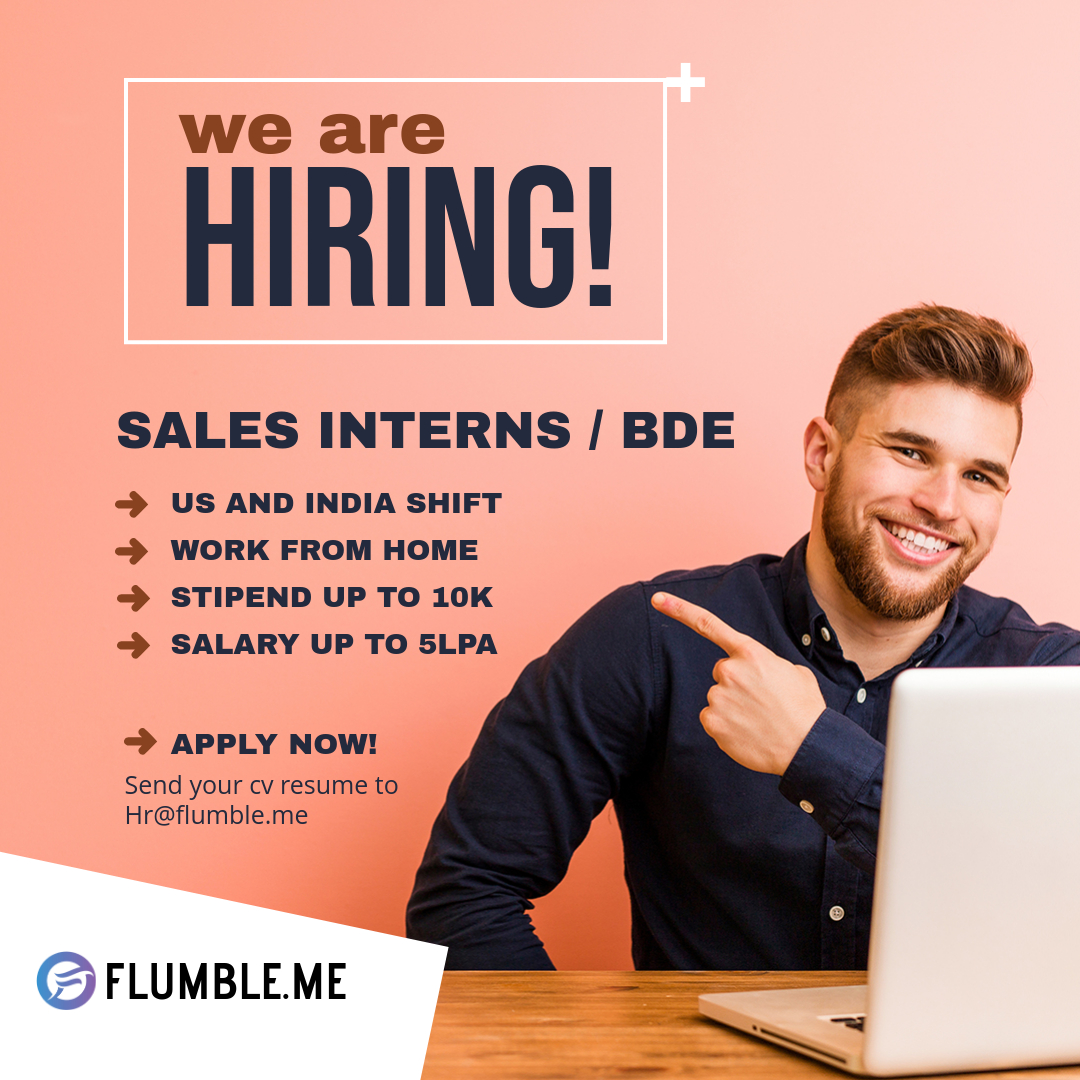 we are
HIRING!
SALES INTERNS / BDE
US AND INDIA SHIFT
WORK FROM HOME
STIPEND UP TO 10K
SALARY UP TO 5LPA
APPLY NOW!
Send your cv resume to
Hr@flumble.me
FLUMBLE.ME